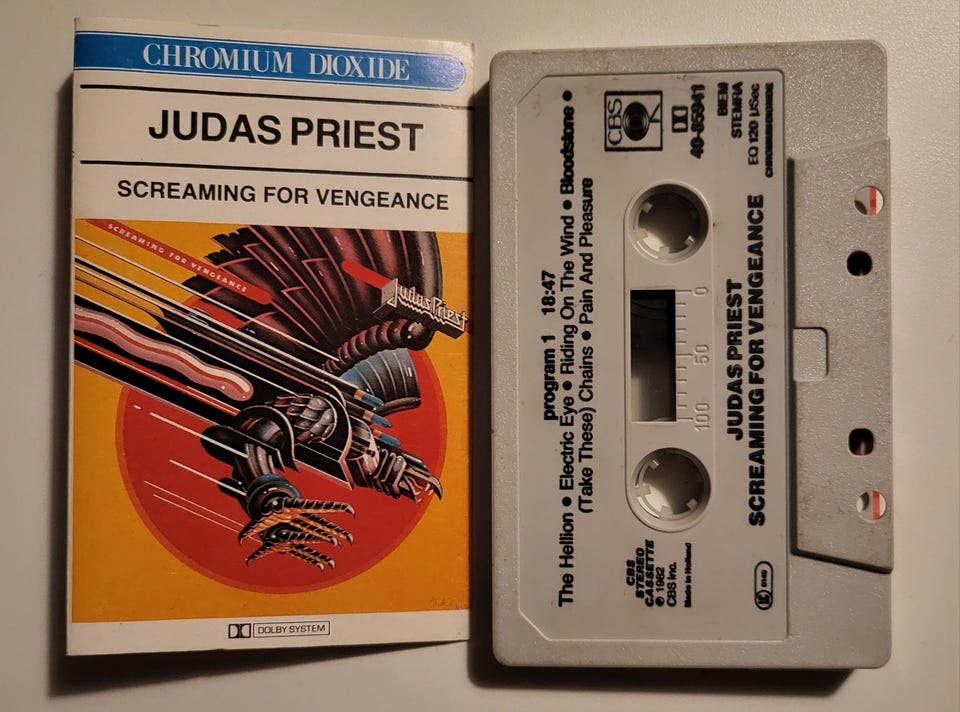 CHROMIUM DIOXIDE
JUDAS PRIEST
SCREAMING FOR VENGEANCE
SCREAMING FOR VENGEANCE
Judas Priest
DOLBY SYSTEM
program 1 18:47
The Hellion • Electric Eye • Riding On The Wind • Bloodstone •
(Take These) Chains • Pain And Pleasure
CBS
40-85941
BIEM
STEMRA
EQ 120 µSec
CHROMIUMDIOXIDE
0 50 100
CBS
STEREO
CASSETTE
℗ 1982
CBS Inc.
Made in Holland
JUDAS PRIEST
SCREAMING FOR VENGEANCE